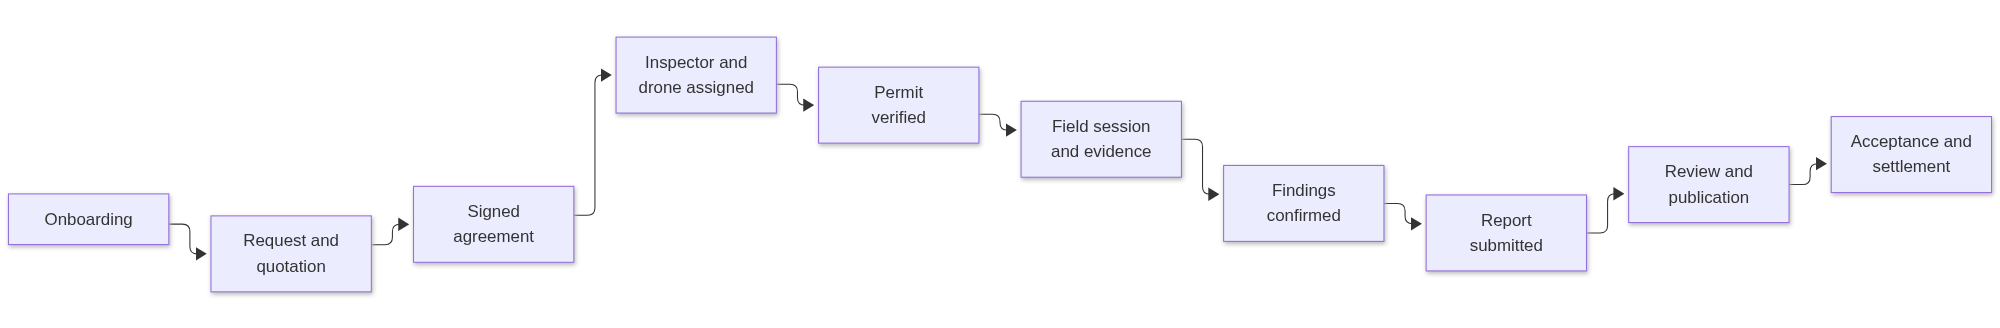 Onboarding
Request and
quotation
Signed
agreement
Inspector and
drone assigned
Permit
verified
Field session
and evidence
Findings
confirmed
Report
submitted
Review and
publication
Acceptance and
settlement